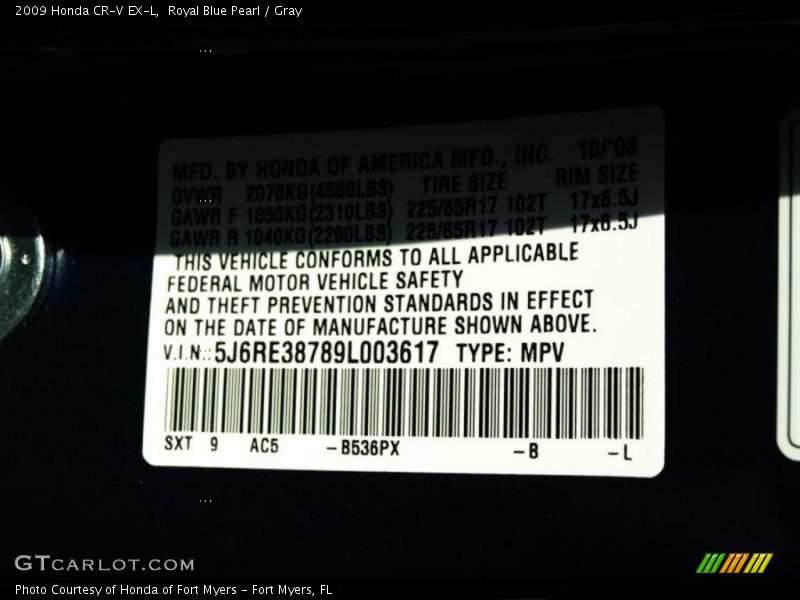 2009 Honda CR-V EX-L, Royal Blue Pearl / Gray
MFD. BY HONDA OF AMERICA MFG., INC. 10/'08
GVWR 2070KG(4560LBS) TIRE SIZE RIM SIZE
GAWR F 1050KG(2310LBS) 225/65R17 102T 17x6.5J
GAWR R 1040KG(2290LBS) 225/65R17 102T 17x6.5J
THIS VEHICLE CONFORMS TO ALL APPLICABLE
FEDERAL MOTOR VEHICLE SAFETY
AND THEFT PREVENTION STANDARDS IN EFFECT
ON THE DATE OF MANUFACTURE SHOWN ABOVE.
V.I.N.:5J6RE38789L003617 TYPE: MPV
SXT 9 AC5 -B536PX -B -L
GTCARLOT.COM
Photo Courtesy of Honda of Fort Myers - Fort Myers, FL